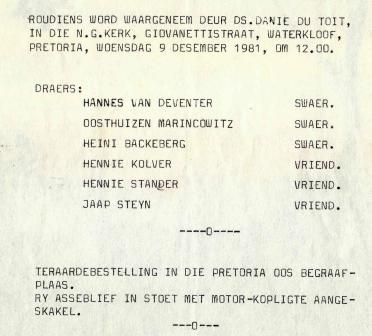 ROUDIENS WORD WAARGENEEM DEUR DS.DANIE DU TOIT,
IN DIE N.G.KERK, GIOVANETTISTRAAT, WATERKLOOF,
PRETORIA, WOENSDAG 9 DESEMBER 1981, OM 12.00.
DRAERS:
HANNES VAN DEVENTER SWAER.
OOSTHUIZEN MARINCOWITZ SWAER.
HEINI BACKEBERG SWAER.
HENNIE KOLVER VRIEND.
HENNIE STANDER VRIEND.
JAAP STEYN VRIEND.
----O----
TERAARDEBESTELLING IN DIE PRETORIA OOS BEGRAAF-
PLAAS.
RY ASSEBLIEF IN STOET MET MOTOR-KOPLIGTE AANGE-
SKAKEL.
---O---